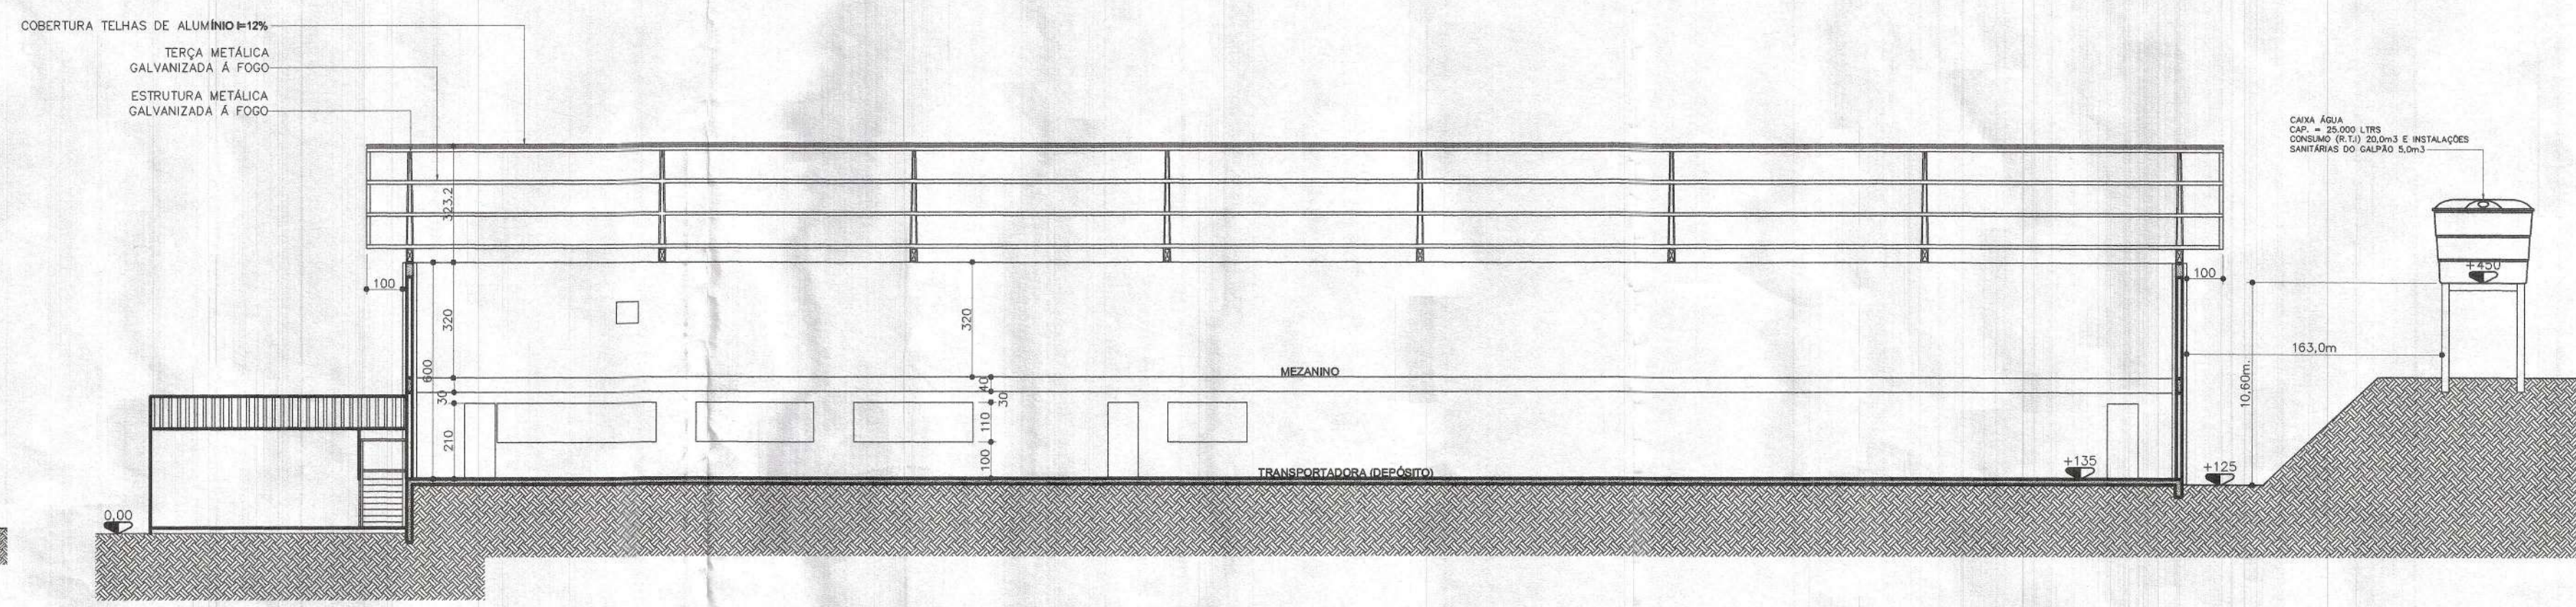 COBERTURA TELHAS DE ALUMÍNIO I=12%
TERÇA METÁLICA
GALVANIZADA Á FOGO
ESTRUTURA METÁLICA
GALVANIZADA Á FOGO
CAIXA ÁGUA
CAP. = 25.000 LTRS
CONSUMO (R.T.I) 20,0m3 E INSTALAÇÕES
SANITÁRIAS DO GALPÃO 5,0m3
323,2
100
100
+450
320
320
600
163,0m
10,60m.
MEZANINO
40
30
30
110
210
100
TRANSPORTADORA (DEPÓSITO)
+135
+125
0,00